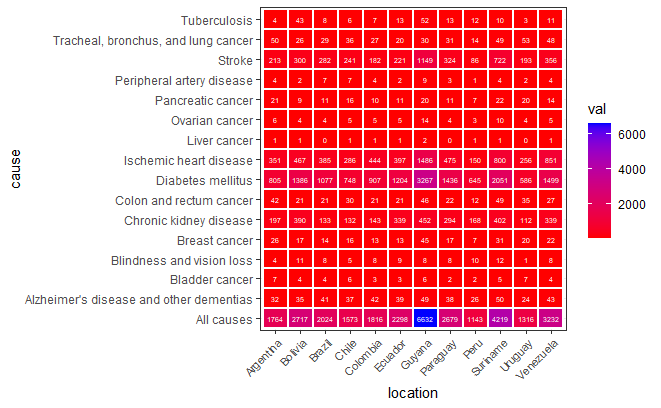 Tuberculosis 4 43 8 6 7 13 52 13 12 10 3 11
Tracheal, bronchus, and lung cancer 50 26 29 36 27 20 30 31 14 49 53 48
Stroke 213 300 282 241 182 221 1149 324 86 722 193 356
Peripheral artery disease 4 2 7 7 4 2 9 3 1 4 2 4
Pancreatic cancer 21 9 11 16 10 11 20 11 7 22 20 14
Ovarian cancer 6 4 4 5 5 5 14 4 3 10 4 5
Liver cancer 1 1 0 1 1 1 2 0 1 1 0 1
Ischemic heart disease 351 467 385 286 444 397 1486 475 150 800 256 851
Diabetes mellitus 805 1386 1077 748 907 1204 3267 1436 645 2051 586 1499
Colon and rectum cancer 42 21 21 30 21 21 46 22 12 49 35 27
Chronic kidney disease 197 390 133 132 143 339 452 294 168 402 112 339
Breast cancer 26 17 14 16 13 13 45 17 7 31 20 22
Blindness and vision loss 4 11 8 5 8 9 8 8 10 12 1 8
Bladder cancer 7 4 4 6 3 3 6 2 2 5 7 4
Alzheimer's disease and other dementias 32 35 41 37 42 39 49 38 26 50 24 43
All causes 1764 2717 2024 1573 1816 2298 6632 2679 1143 4219 1316 3232
Argentina Bolivia Brazil Chile Colombia Ecuador Guyana Paraguay Peru Suriname Uruguay Venezuela
location
cause
val
6000
4000
2000